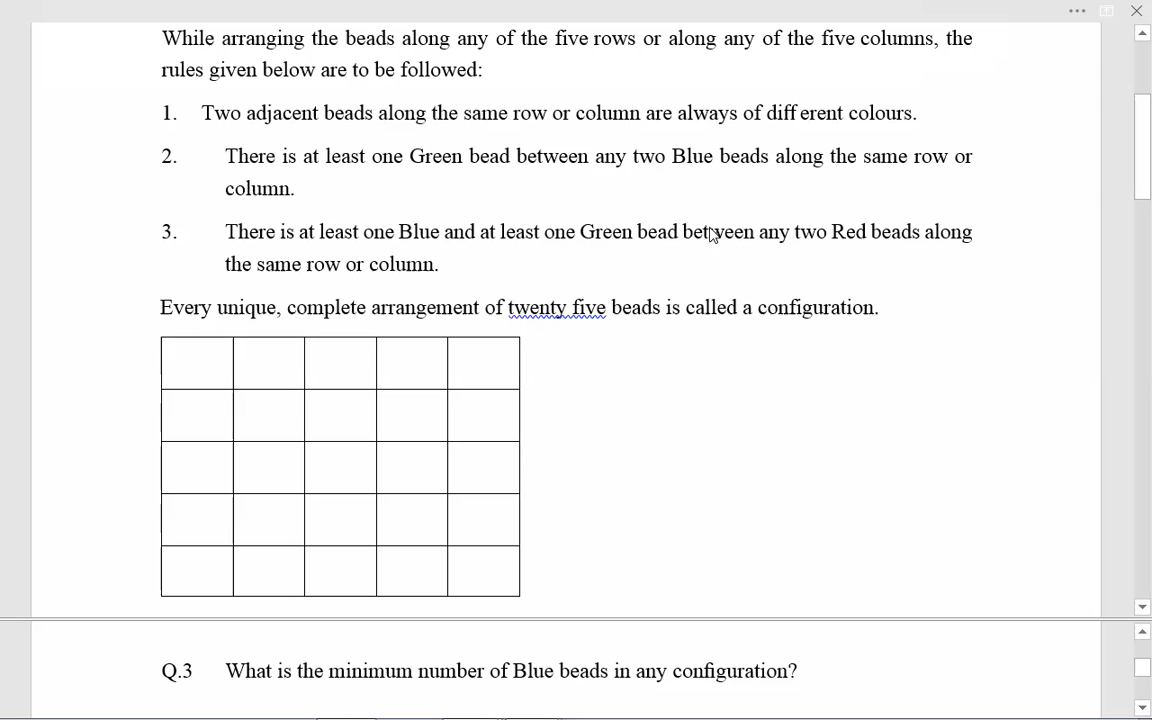 While arranging the beads along any of the five rows or along any of the five columns, the
rules given below are to be followed:
1. Two adjacent beads along the same row or column are always of different colours.
2. There is at least one Green bead between any two Blue beads along the same row or
column.
3. There is at least one Blue and at least one Green bead between any two Red beads along
the same row or column.
Every unique, complete arrangement of twenty five beads is called a configuration.
Q.3 What is the minimum number of Blue beads in any configuration?